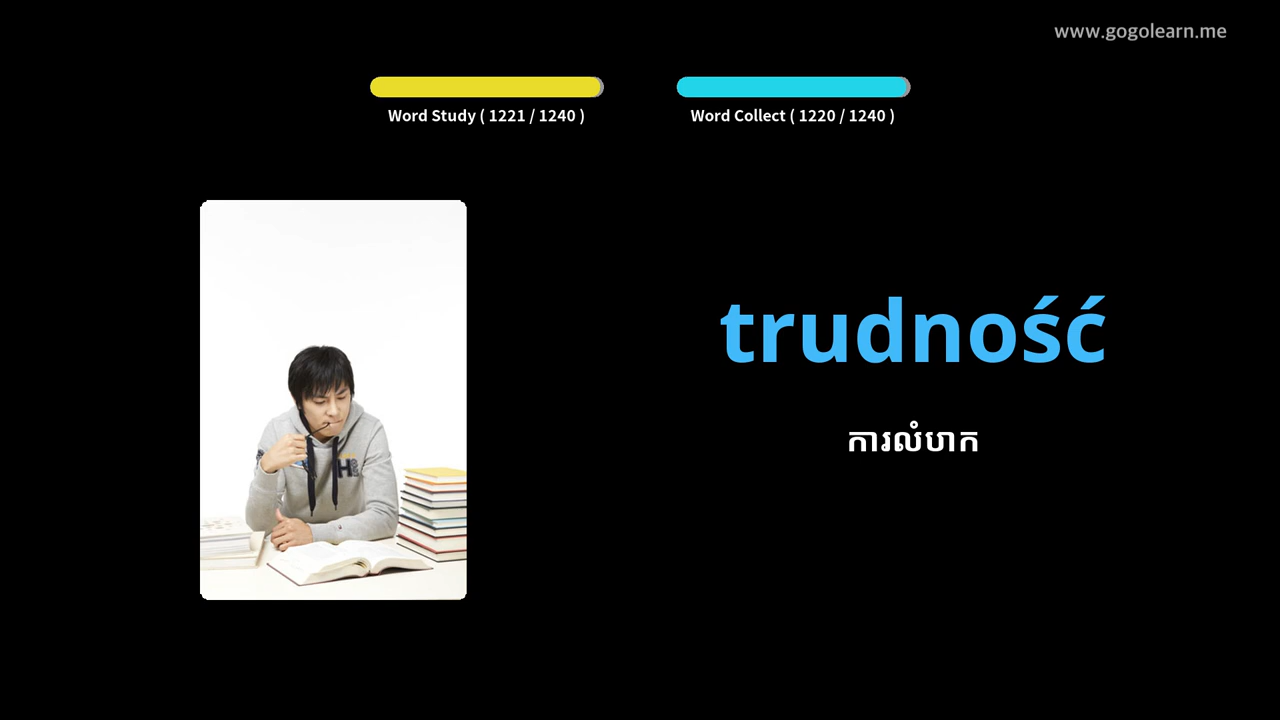 www.gogolearn.me
Word Study ( 1221 / 1240 )
Word Collect ( 1220 / 1240 )
trudność
ការលំបាក
H